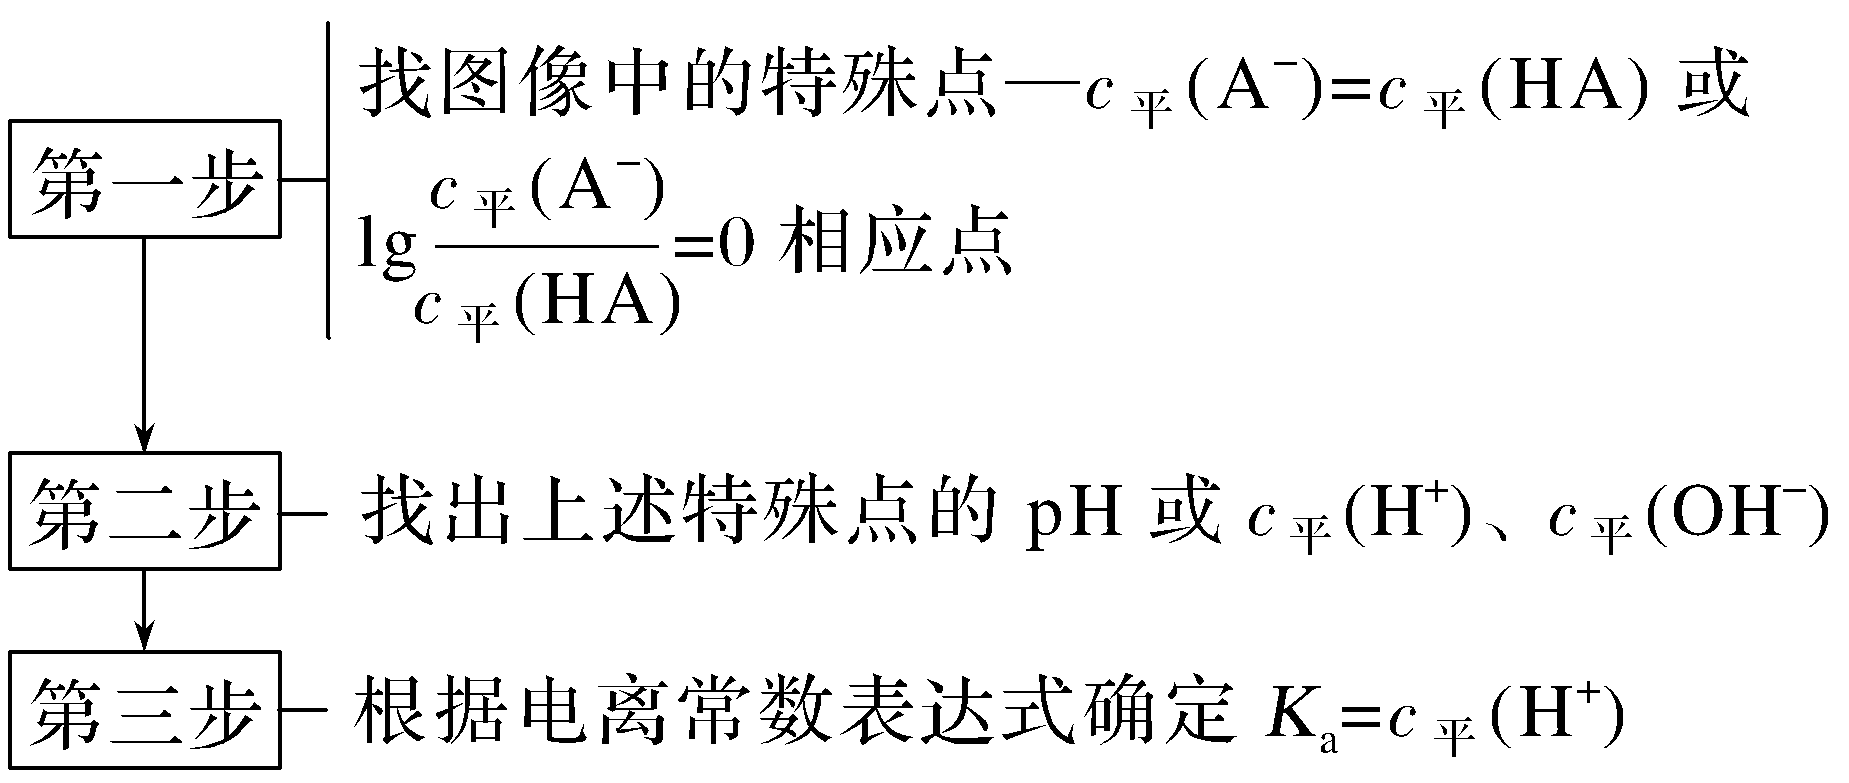 第一步
找图像中的特殊点—c平(A⁻)=c平(HA) 或
lg c平(A⁻)/c平(HA)=0 相应点
第二步
找出上述特殊点的 pH 或 c平(H⁺)、c平(OH⁻)
第三步
根据电离常数表达式确定 Kₐ=c平(H⁺)